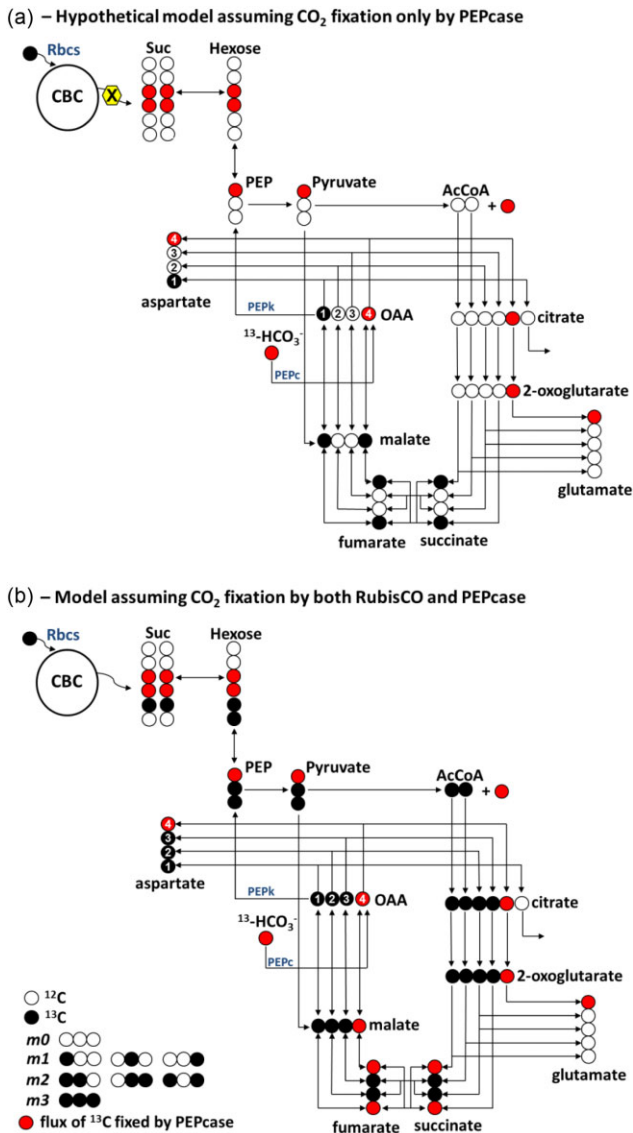 (a) – Hypothetical model assuming CO₂ fixation only by PEPcase
Rbcs
Suc
Hexose
CBC
X
PEP
Pyruvate
AcCoA
+
4
3
2
1
aspartate
PEPk
1 2 3 4 OAA
citrate
¹³-HCO₃⁻
PEPc
2-oxoglutarate
malate
glutamate
fumarate
succinate
(b) – Model assuming CO₂ fixation by both RubisCO and PEPcase
Rbcs
Suc
Hexose
CBC
PEP
Pyruvate
AcCoA
+
4
3
2
1
aspartate
PEPk
1 2 3 4 OAA
citrate
¹³-HCO₃⁻
PEPc
2-oxoglutarate
malate
glutamate
fumarate
succinate
¹²C
¹³C
m0
m1
m2
m3
flux of ¹³C fixed by PEPcase